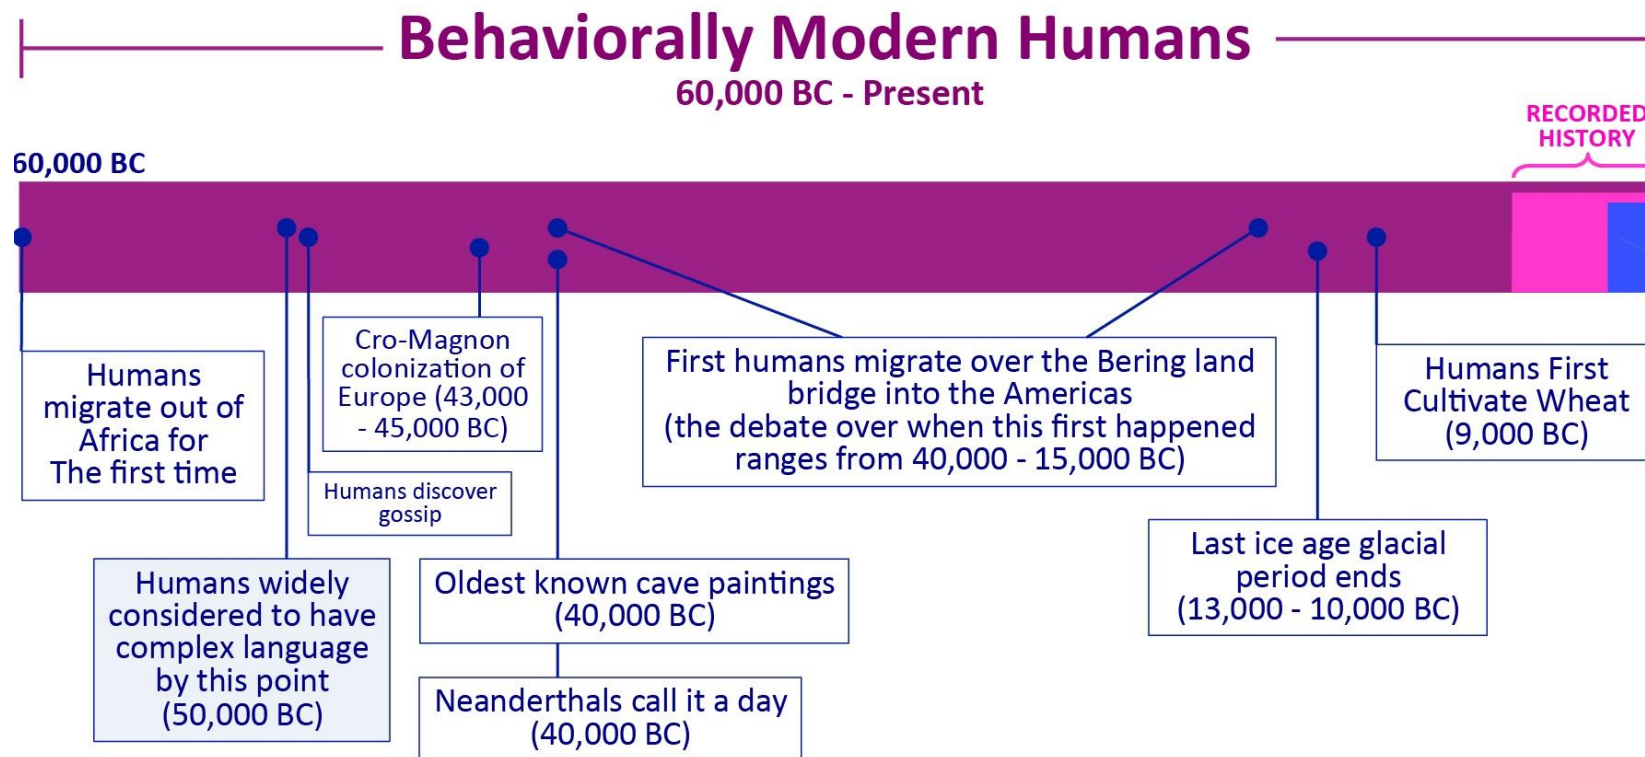 Behaviorally Modern Humans
60,000 BC - Present
RECORDED
HISTORY
60,000 BC
Humans
migrate out of
Africa for
The first time
Humans widely
considered to have
complex language
by this point
(50,000 BC)
Humans discover
gossip
Cro-Magnon
colonization of
Europe (43,000
- 45,000 BC)
Oldest known cave paintings
(40,000 BC)
Neanderthals call it a day
(40,000 BC)
First humans migrate over the Bering land
bridge into the Americas
(the debate over when this first happened
ranges from 40,000 - 15,000 BC)
Last ice age glacial
period ends
(13,000 - 10,000 BC)
Humans First
Cultivate Wheat
(9,000 BC)